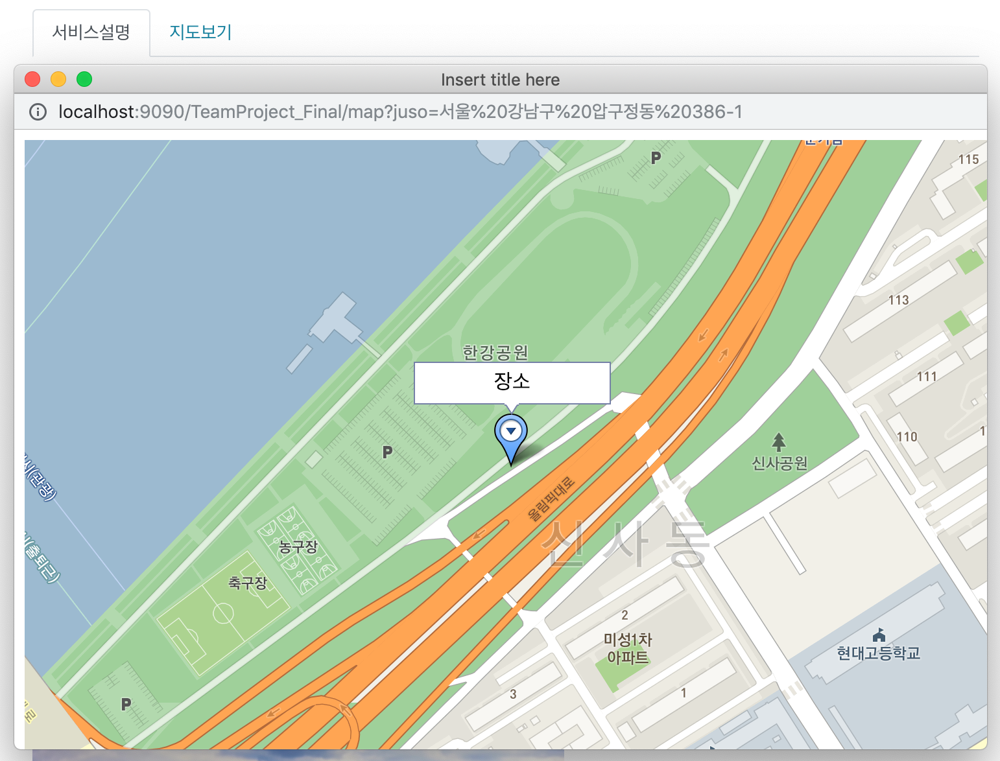 서비스설명
지도보기
Insert title here
localhost:9090/TeamProject_Final/map?juso=서울%20강남구%20압구정동%20386-1
P
115
113
한강공원
장소
111
110
P
신사공원
(관광)
올림픽대로
신사동
농구장
(출퇴근)
축구장
2
미성1차
아파트
현대고등학교
3
1
P
로